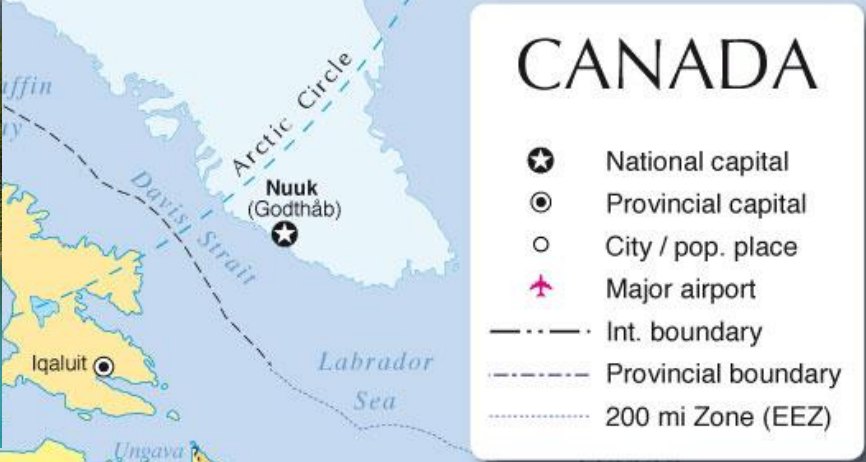 affin
ay
Arctic Circle
Davis Strait
Nuuk
(Godthåb)
Iqaluit
Labrador
Sea
Ungava
CANADA
National capital
Provincial capital
City / pop. place
Major airport
Int. boundary
Provincial boundary
200 mi Zone (EEZ)